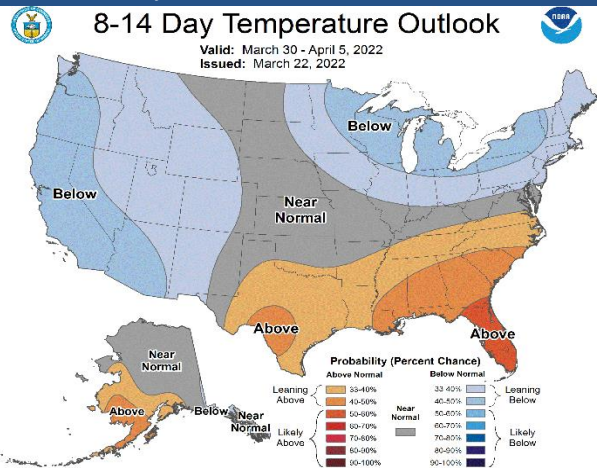 8-14 Day Temperature Outlook
NOAA
Valid: March 30 - April 5, 2022
Issued: March 22, 2022
Below
Below
Near
Normal
Above
Above
Near
Normal
Above
Below
Near
Normal
Probability (Percent Chance)
Above Normal
Below Normal
Leaning
Above
33-40%
40-50%
50-60%
Likely
Above
60-70%
70-80%
80-90%
90-100%
Near
Normal
33-40%
40-50%
50-60%
Leaning
Below
60-70%
70-80%
80-90%
90-100%
Likely
Below